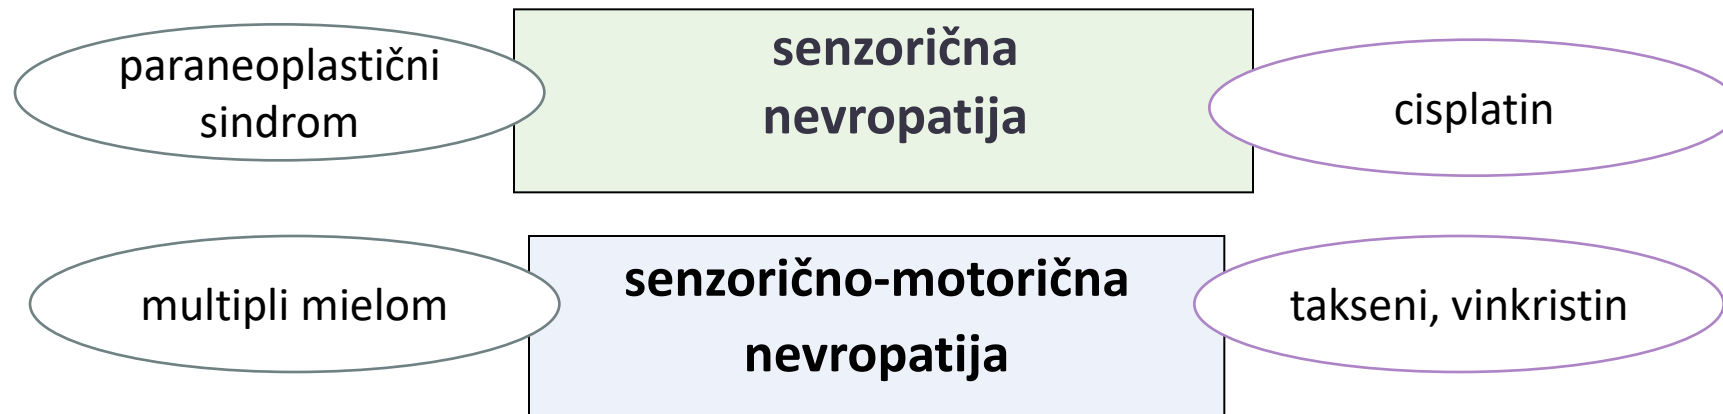 paraneoplastični
sindrom
senzorična
nevropatija
cisplatin
multipli mielom
senzorično-motorična
nevropatija
takseni, vinkristin